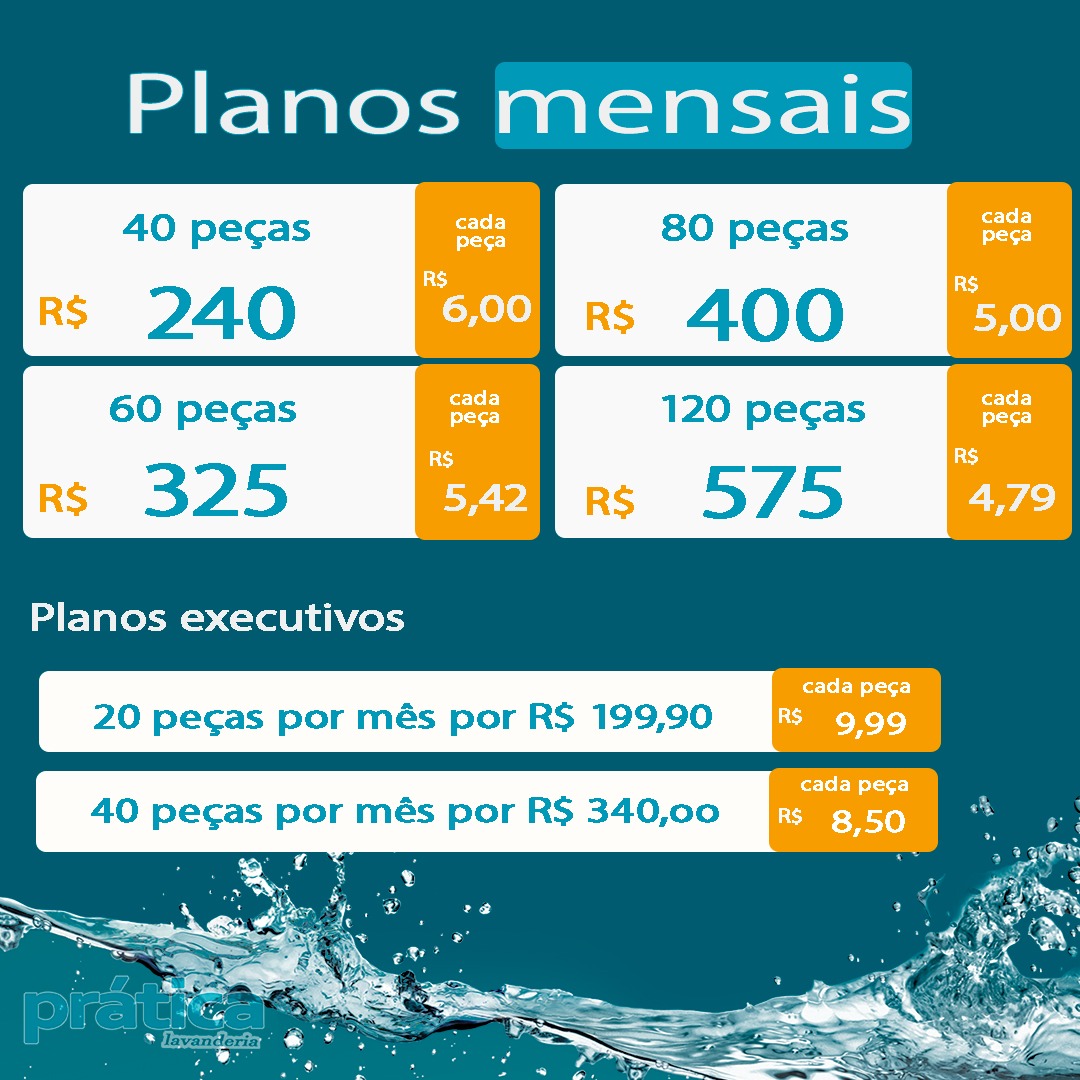 Planos mensais
40 peças
R$ 240
cada
peça
R$
6,00
80 peças
R$ 400
cada
peça
R$
5,00
60 peças
R$ 325
cada
peça
R$
5,42
120 peças
R$ 575
cada
peça
R$
4,79
Planos executivos
20 peças por mês por R$ 199,90
cada peça
R$ 9,99
40 peças por mês por R$ 340,oo
cada peça
R$ 8,50
prática
lavanderia